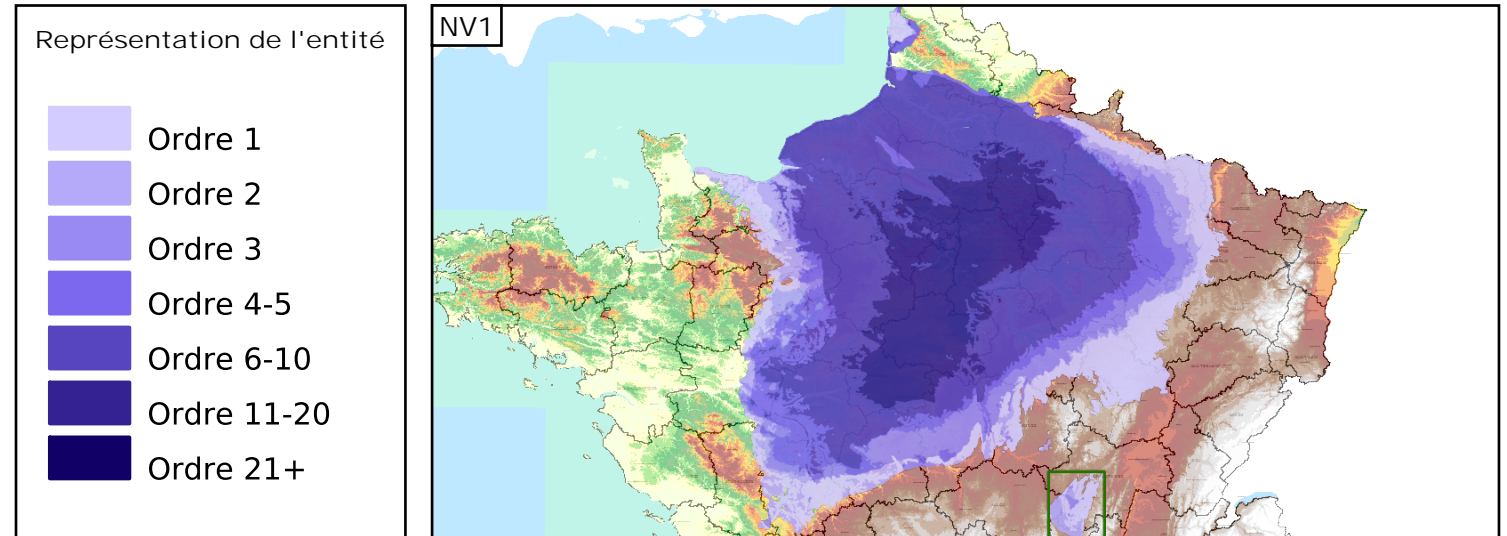 Représentation de l'entité
Ordre 1
Ordre 2
Ordre 3
Ordre 4-5
Ordre 6-10
Ordre 11-20
Ordre 21+
NV1